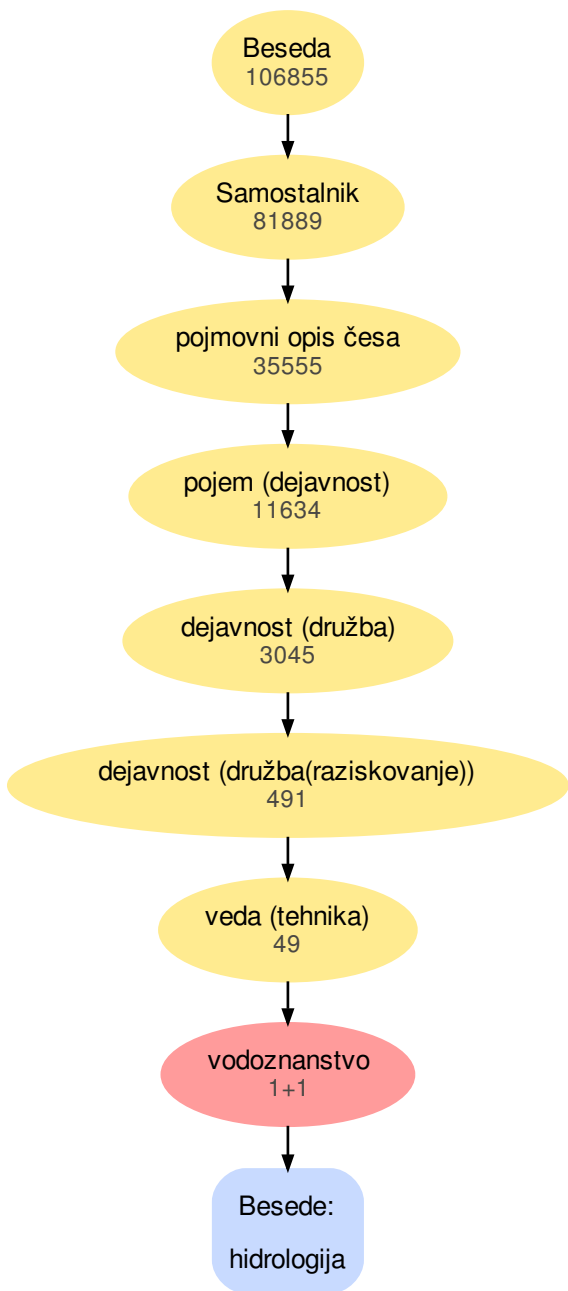 Beseda
106855
Samostalnik
81889
pojmovni opis česa
35555
pojem (dejavnost)
11634
dejavnost (družba)
3045
dejavnost (družba(raziskovanje))
491
veda (tehnika)
49
vodoznanstvo
1+1
Besede:
hidrologija